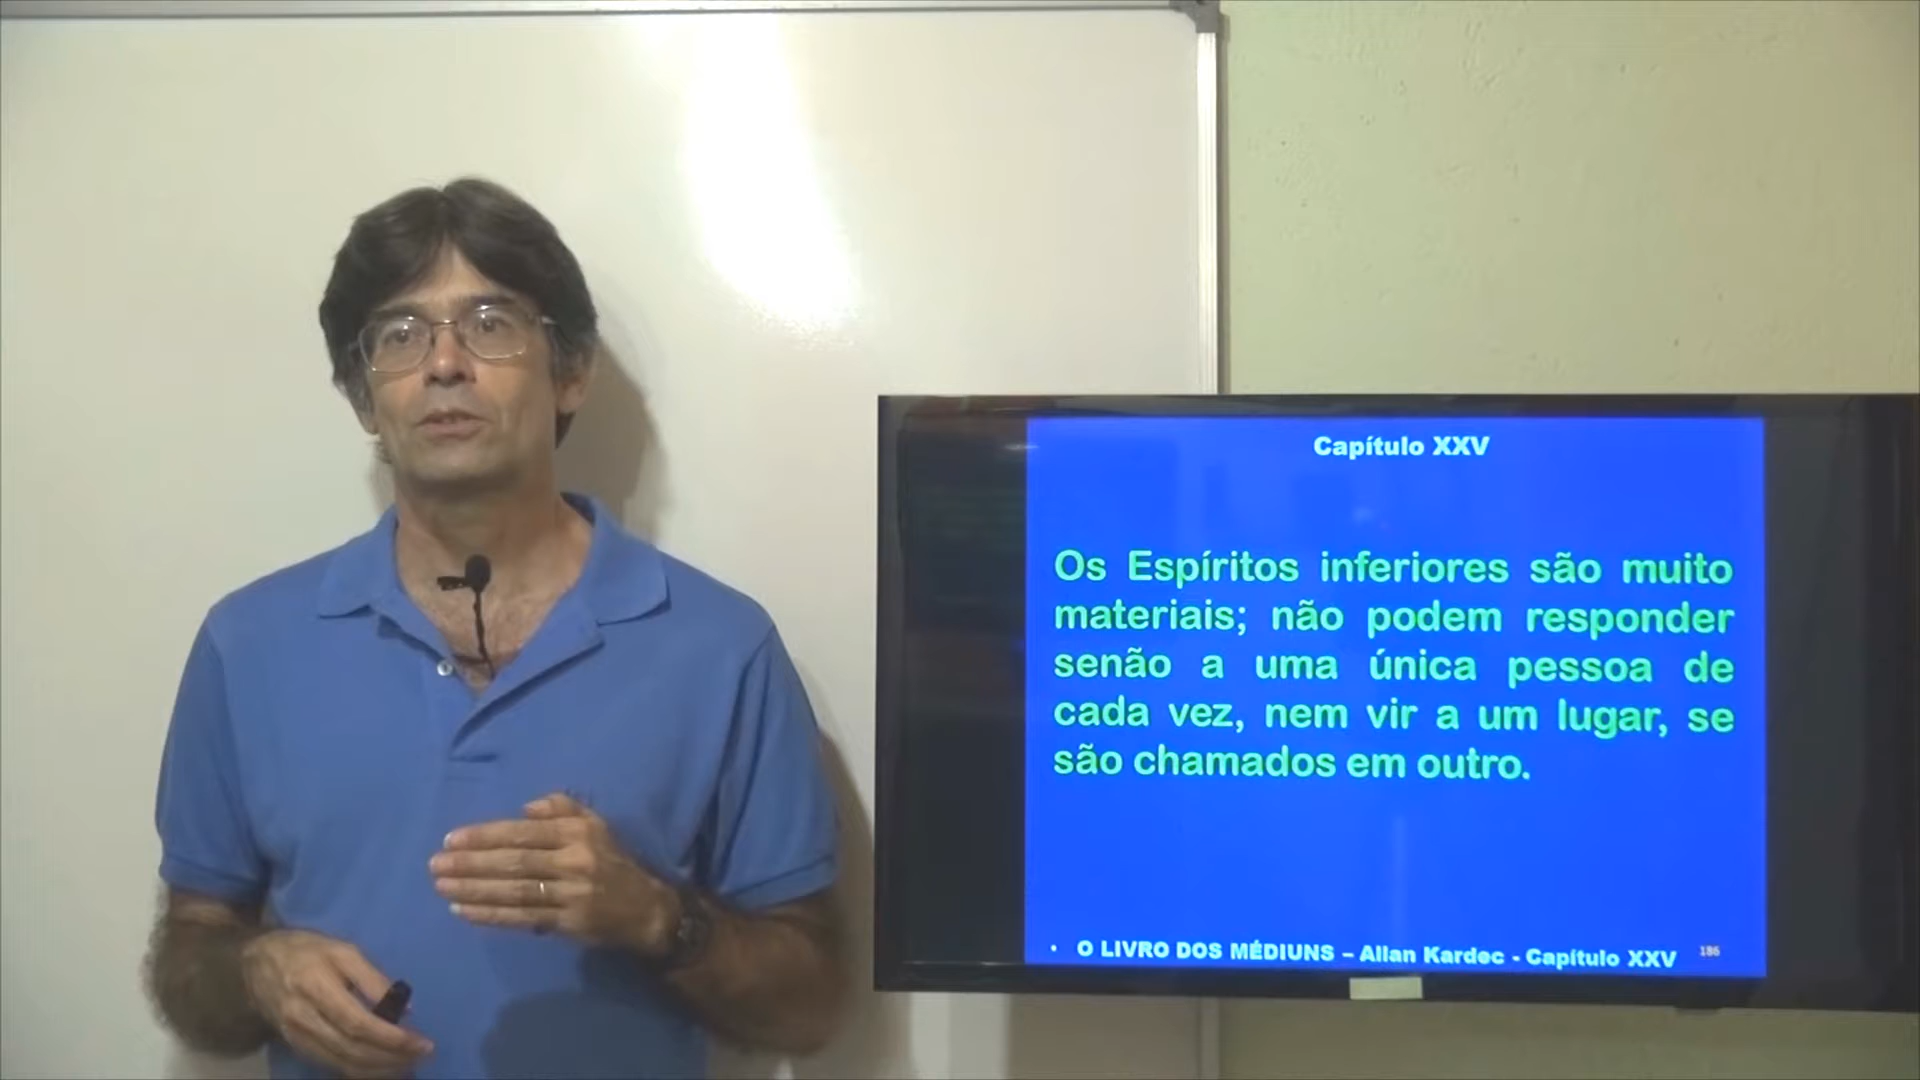 Capítulo XXV
Os Espíritos inferiores são muito
materiais; não podem responder
senão a uma única pessoa de
cada vez, nem vir a um lugar, se
são chamados em outro.
• O LIVRO DOS MÉDIUNS – Allan Kardec - Capítulo XXV 186